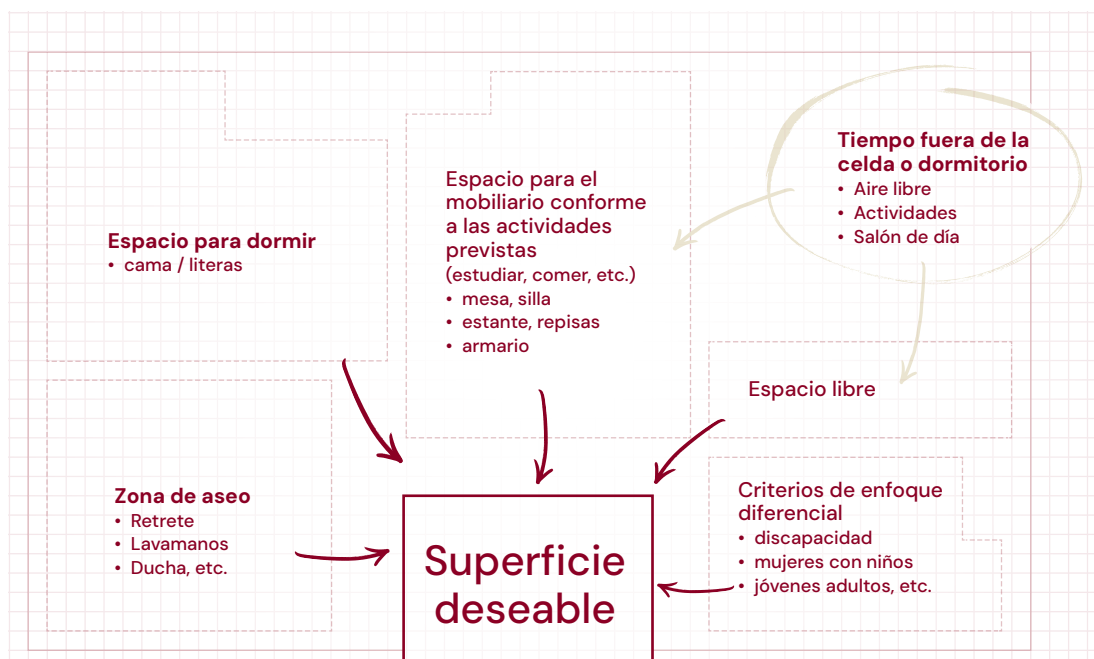 Espacio para dormir
• cama / literas
Espacio para el
mobiliario conforme
a las actividades
previstas
(estudiar, comer, etc.)
• mesa, silla
• estante, repisas
• armario
Tiempo fuera de la
celda o dormitorio
• Aire libre
• Actividades
• Salón de día
Espacio libre
Zona de aseo
• Retrete
• Lavamanos
• Ducha, etc.
Criterios de enfoque
diferencial
• discapacidad
• mujeres con niños
• jóvenes adultos, etc.
Superficie
deseable